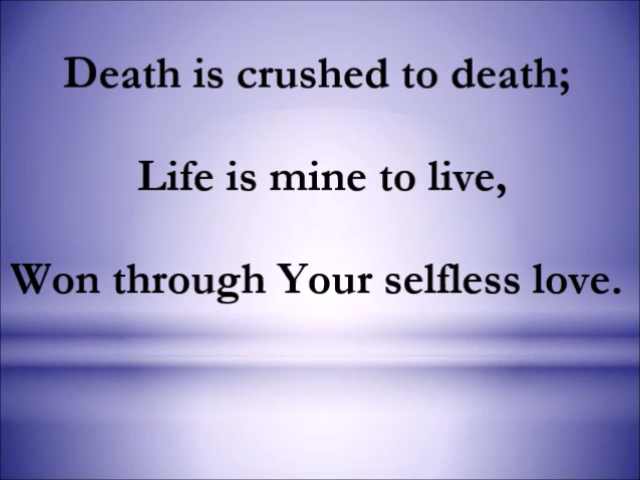 Death is crushed to death;
Life is mine to live,
Won through Your selfless love.